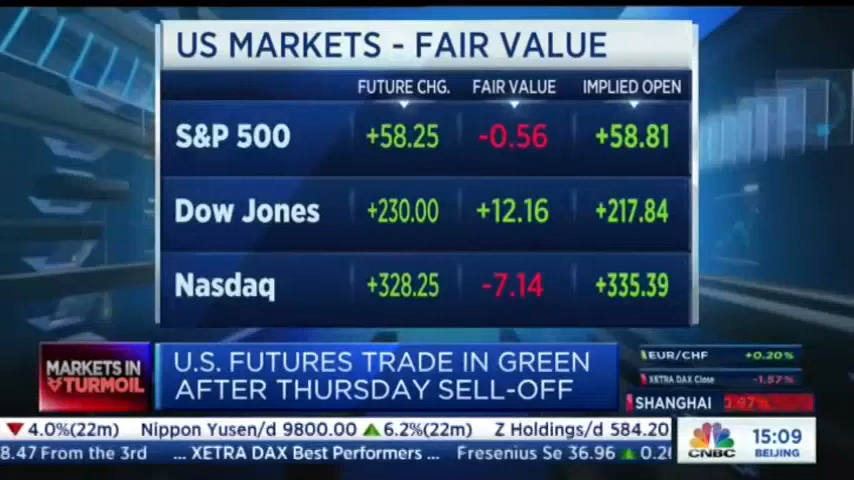 US MARKETS - FAIR VALUE
FUTURE CHG. FAIR VALUE IMPLIED OPEN
S&P 500 +58.25 -0.56 +58.81
Dow Jones +230.00 +12.16 +217.84
Nasdaq +328.25 -7.14 +335.39
MARKETS IN
TURMOIL
U.S. FUTURES TRADE IN GREEN
AFTER THURSDAY SELL-OFF
EUR/CHF +0.20%
XETRA DAX Close -1.57%
SHANGHAI
▼4.0%(22m) Nippon Yusen/d 9800.00 ▲6.2%(22m) Z Holdings/d 584.20
8.47 From the 3rd ... XETRA DAX Best Performers ... Fresenius Se 36.96 ▲ 0.26
CNBC
15:09
BEIJING